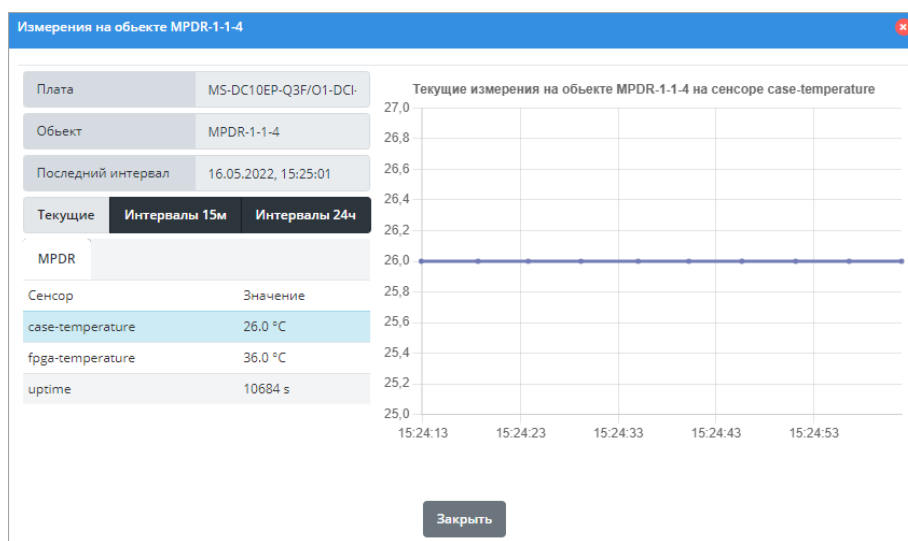 Измерения на обьекте MPDR-1-1-4
Плата MS-DC10EP-Q3F/O1-DCI-
Обьект MPDR-1-1-4
Последний интервал 16.05.2022, 15:25:01
Текущие Интервалы 15м Интервалы 24ч
MPDR
Сенсор Значение
case-temperature 26.0 °C
fpga-temperature 36.0 °C
uptime 10684 s
Текущие измерения на обьекте MPDR-1-1-4 на сенсоре case-temperature
27,0
26,8
26,6
26,4
26,2
26,0
25,8
25,6
25,4
25,2
25,0
15:24:13 15:24:23 15:24:33 15:24:43 15:24:53
Закрыть